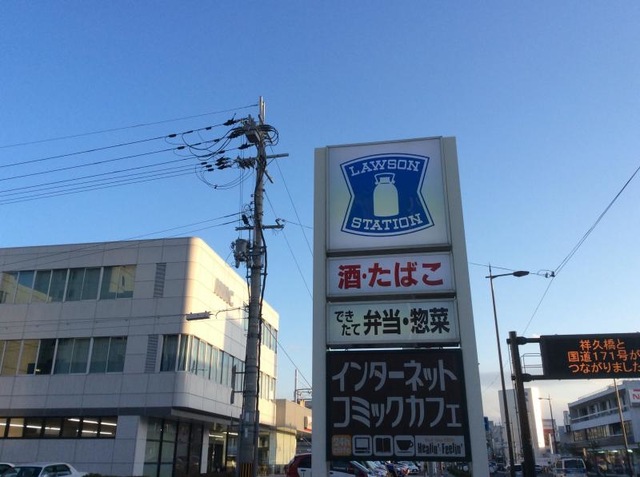 LAWSON
STATION
酒・たばこ
でき
たて
弁当・惣菜
インターネット
コミックカフェ
24h
Healin' Feelin'
祥久橋と
国道171号が
つながりました